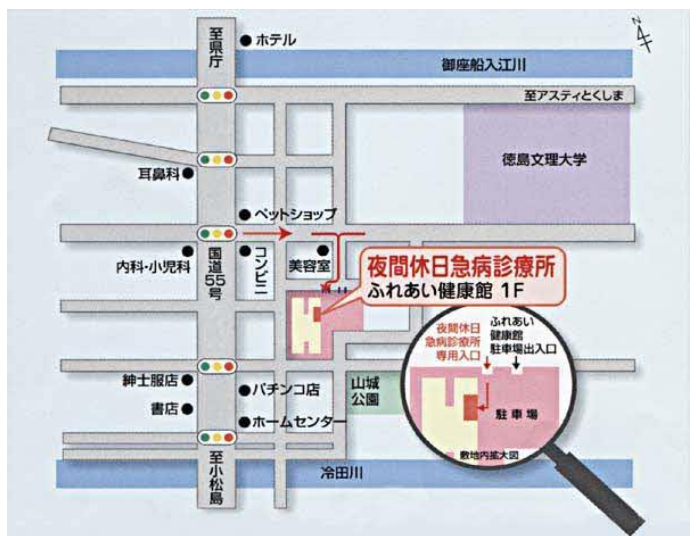 至県庁
ホテル
N
4
御座船入江川
至アスティとくしま
徳島文理大学
耳鼻科
ペットショップ
内科・小児科
国道55号
コンビニ
美容室
夜間休日急病診療所
ふれあい健康館 1F
夜間休日
急病診療所
専用入口
ふれあい
健康館
駐車場出入口
紳士服店
パチンコ店
山城
公園
書店
ホームセンター
駐車場
敷地内拡大図
至小松島
冷田川